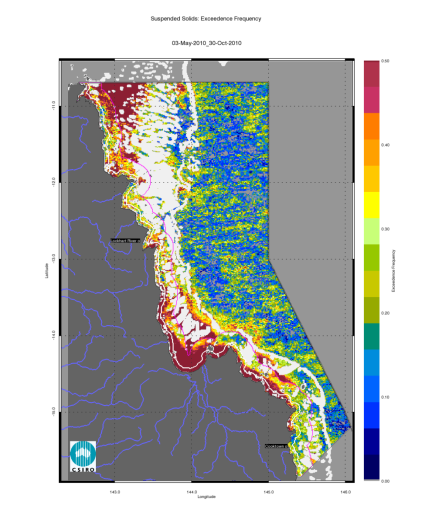 Suspended Solids: Exceedence Frequency
03-May-2010_30-Oct-2010
0.50
0.40
0.30
0.20
0.10
0.00
Exceedence Frequency
-11.0
-12.0
-13.0
-14.0
-15.0
Latitude
Lockhart River
Cooktown
CSIRO
143.0 144.0 145.0 146.0
Longitude